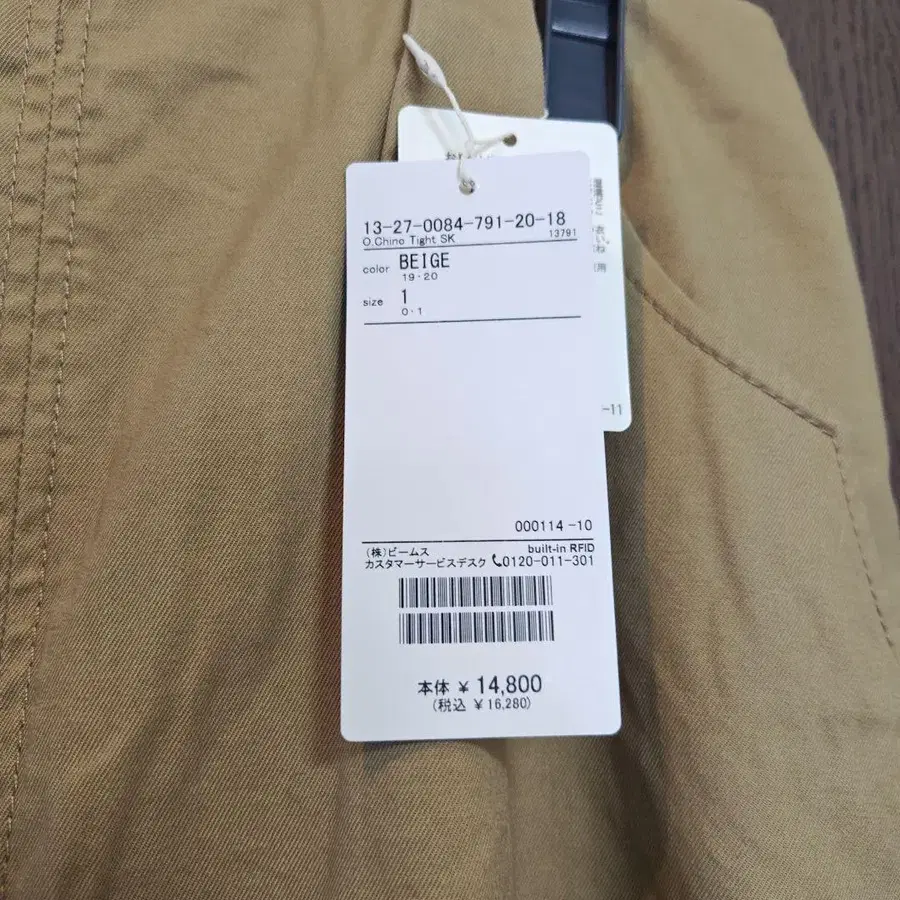 13-27-0084-791-20-18
O.Chino Tight SK 13791
color BEIGE
19・20
size 1
0・1
000114 -10
(株)ビームス built-in RFID
カスタマーサービスデスク 0120-011-301
本体 ¥ 14,800
(税込 ¥ 16,280)
-11